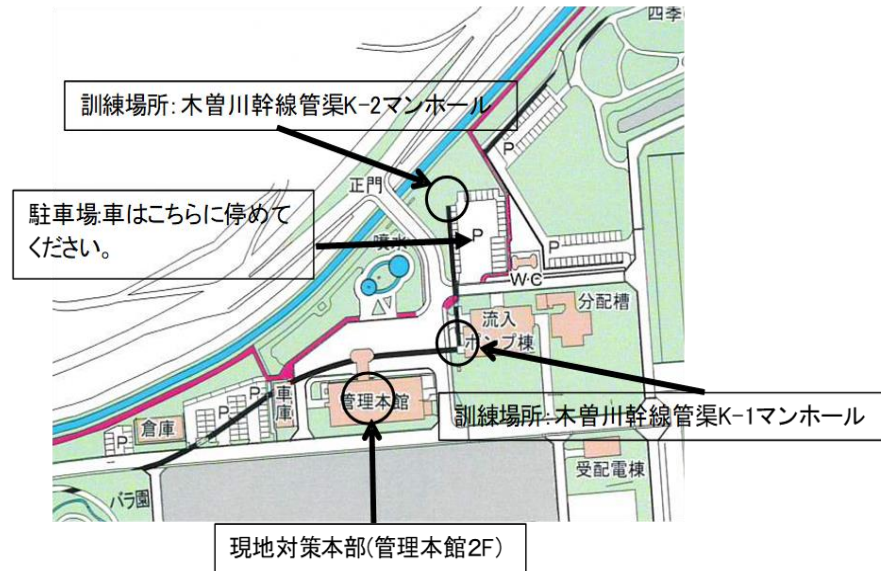 四季
訓練場所：木曽川幹線管渠K-2マンホール
P
正門
駐車場:車はこちらに停めて
ください。
噴水
P
P
WC
分配槽
流入
ポンプ棟
車庫
管理本館
訓練場所：木曽川幹線管渠K-1マンホール
P
P
倉庫
P
受配電棟
バラ園
現地対策本部(管理本館2F)